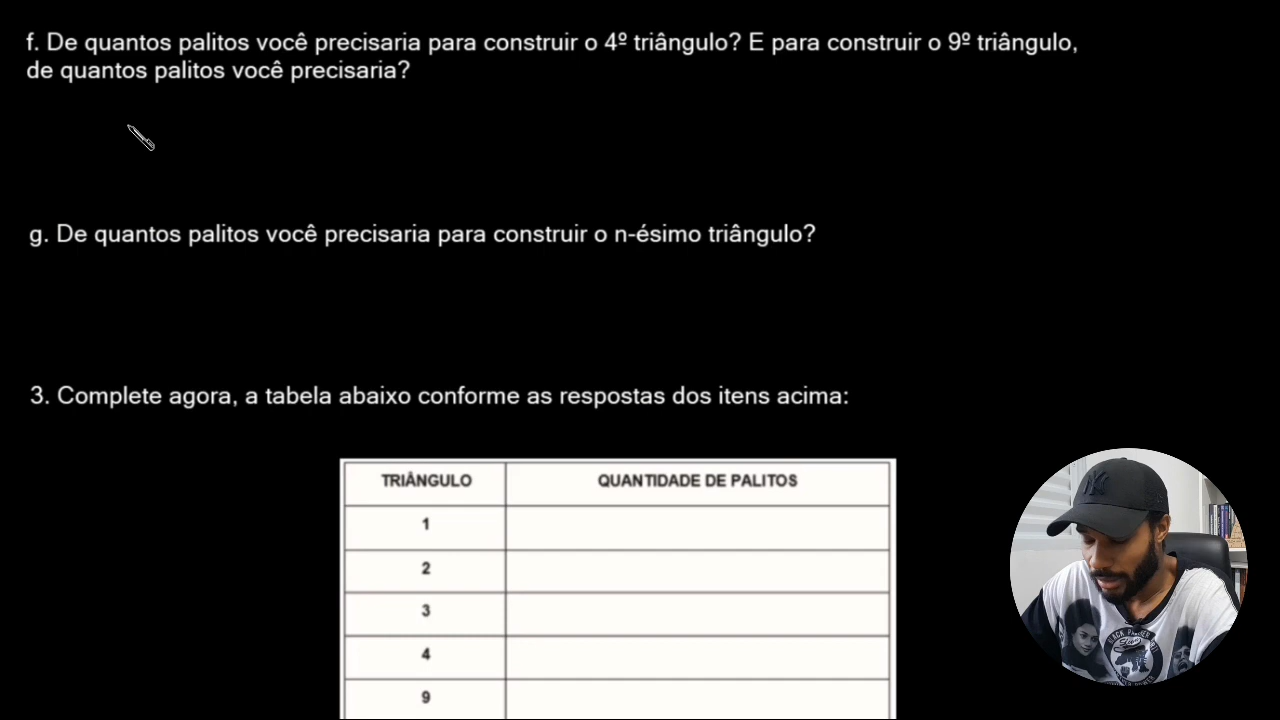 f. De quantos palitos você precisaria para construir o 4º triângulo? E para construir o 9º triângulo,
de quantos palitos você precisaria?
g. De quantos palitos você precisaria para construir o n-ésimo triângulo?
3. Complete agora, a tabela abaixo conforme as respostas dos itens acima:
TRIÂNGULO QUANTIDADE DE PALITOS
1
2
3
4
9